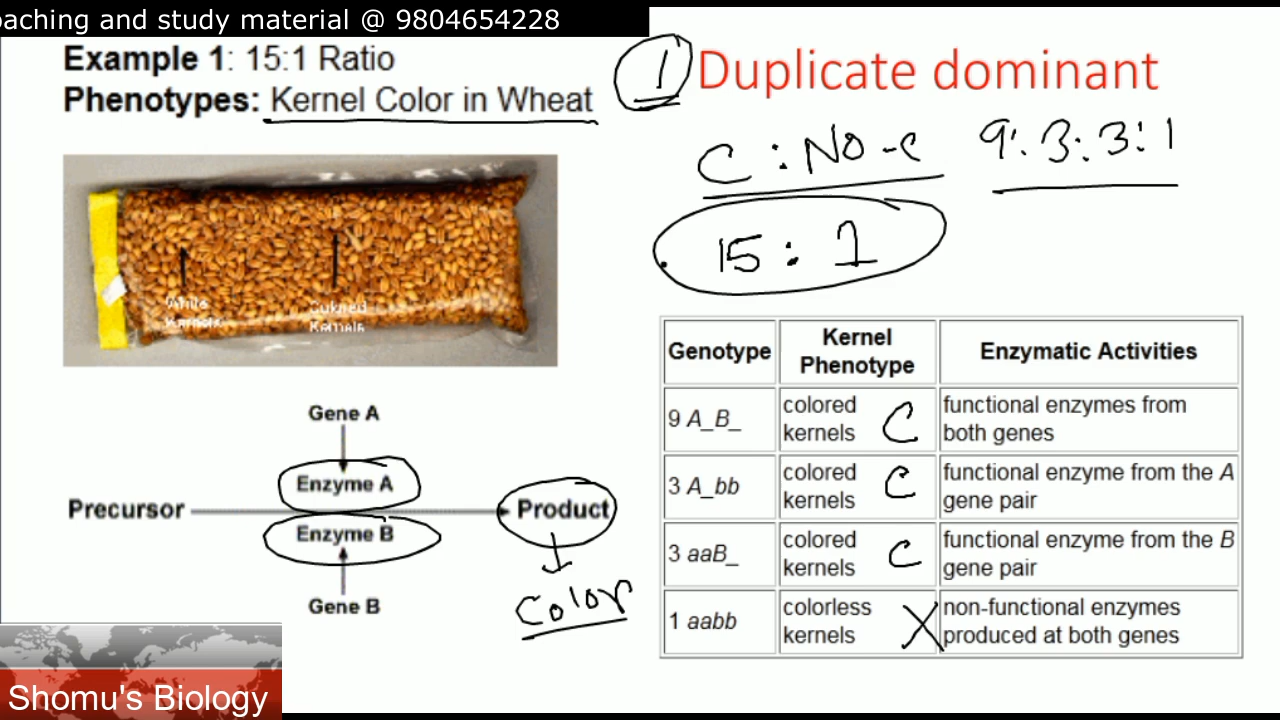 oaching and study material @ 9804654228
Example 1: 15:1 Ratio
Phenotypes: Kernel Color in Wheat
1 Duplicate dominant
C : No-c 9:3:3:1
15 : 1
White
Kernels
Kernels
Gene A
Enzyme A
Precursor
Product
Enzyme B
Gene B
Color
Genotype Kernel Phenotype Enzymatic Activities
9 A_B_ colored kernels C functional enzymes from both genes
3 A_bb colored kernels C functional enzyme from the A gene pair
3 aaB_ colored kernels C functional enzyme from the B gene pair
1 aabb colorless kernels X non-functional enzymes produced at both genes
Shomu's Biology